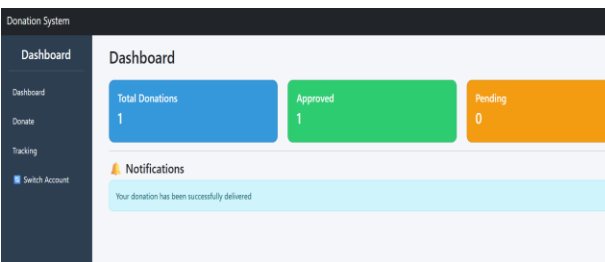 Donation System
Dashboard
Dashboard
Donate
Tracking
Switch Account
Dashboard
Total Donations
1
Approved
1
Pending
0
🔔 Notifications
Your donation has been successfully delivered